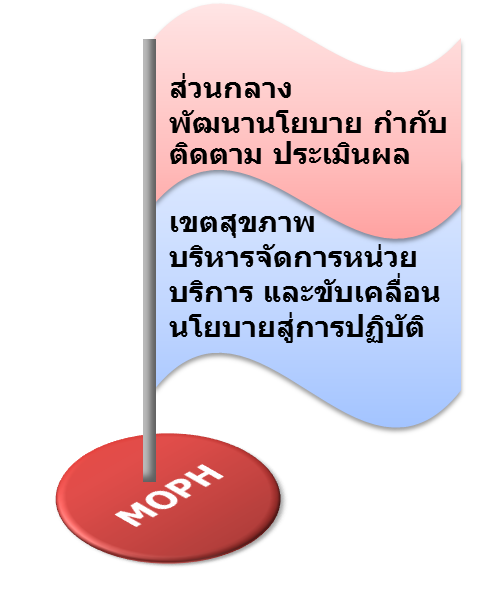 ส่วนกลาง
พัฒนานโยบาย กำกับ
ติดตาม ประเมินผล
เขตสุขภาพ
บริหารจัดการหน่วย
บริการ และขับเคลื่อน
นโยบายสู่การปฏิบัติ
MOPH